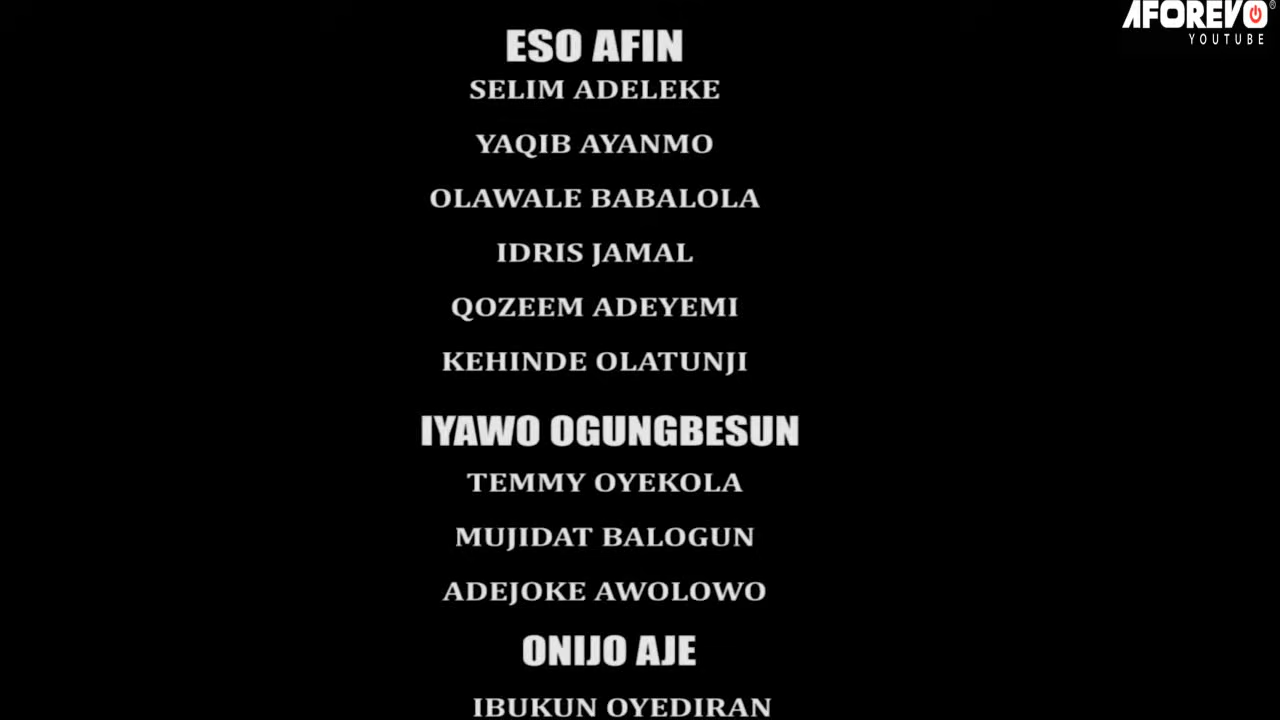 AFOREVO®
YOUTUBE
ESO AFIN
SELIM ADELEKE
YAQIB AYANMO
OLAWALE BABALOLA
IDRIS JAMAL
QOZEEM ADEYEMI
KEHINDE OLATUNJI
IYAWO OGUNGBESUN
TEMMY OYEKOLA
MUJIDAT BALOGUN
ADEJOKE AWOLOWO
ONIJO AJE
IBUKUN OYEDIRAN